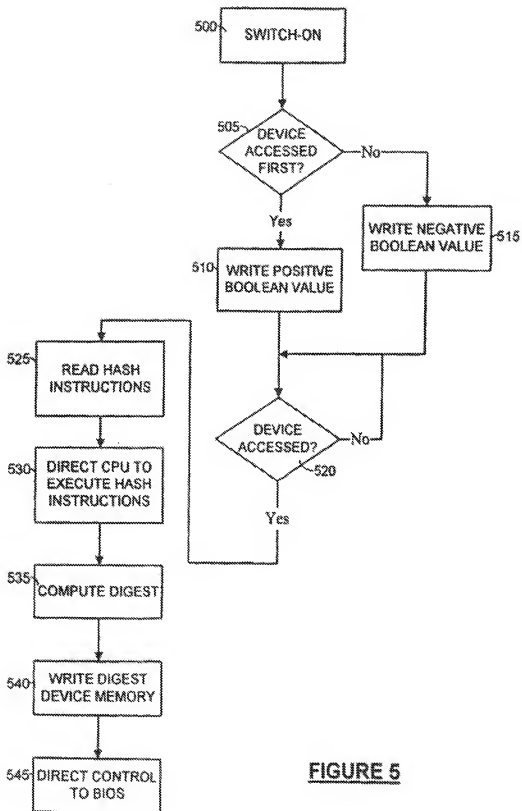 500
SWITCH-ON
505
DEVICE
ACCESSED
FIRST?
No
Yes
510
WRITE POSITIVE
BOOLEAN VALUE
WRITE NEGATIVE
BOOLEAN VALUE
515
DEVICE
ACCESSED?
No
520
Yes
525
READ HASH
INSTRUCTIONS
530
DIRECT CPU TO
EXECUTE HASH
INSTRUCTIONS
535
COMPUTE DIGEST
540
WRITE DIGEST
DEVICE MEMORY
545
DIRECT CONTROL
TO BIOS
FIGURE 5